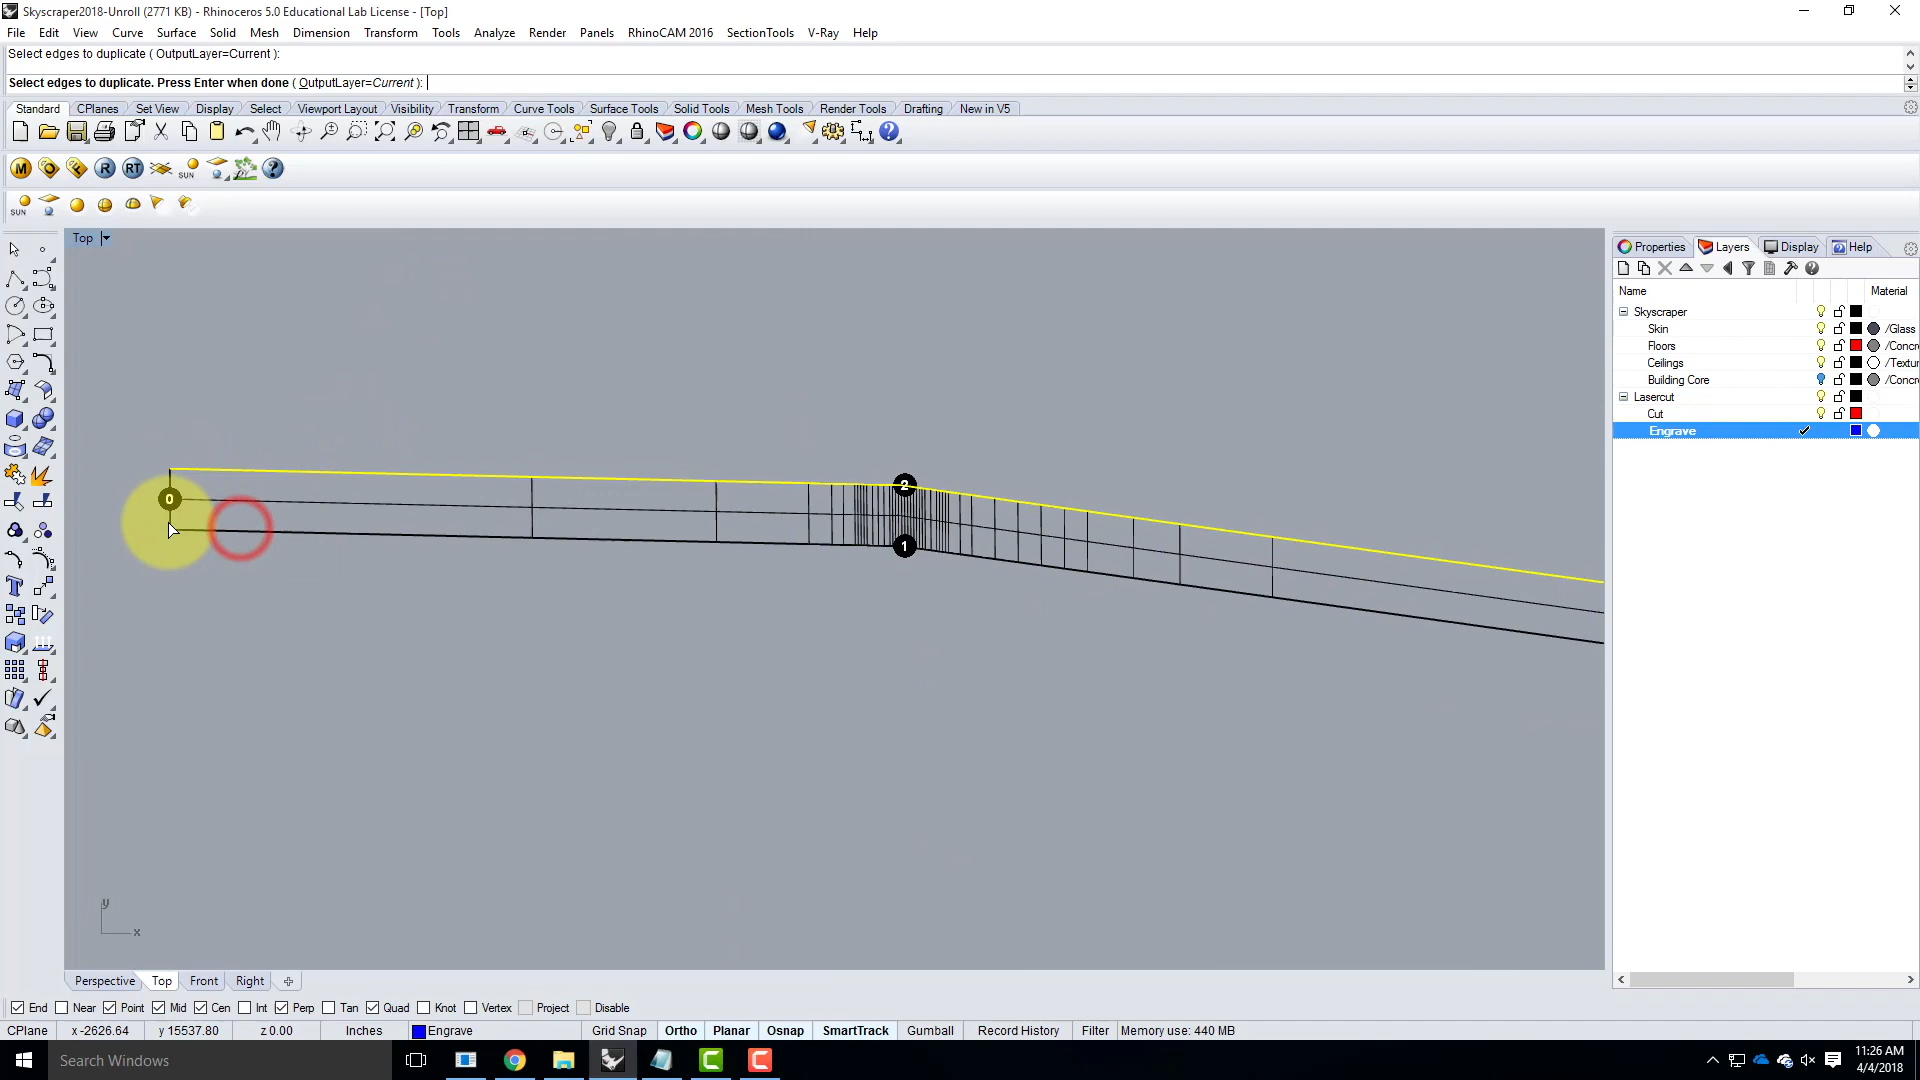 Skyscraper2018-Unroll (2771 KB) - Rhinoceros 5.0 Educational Lab License - [Top]
File Edit View Curve Surface Solid Mesh Dimension Transform Tools Analyze Render Panels RhinoCAM 2016 SectionTools V-Ray Help
Select edges to duplicate ( OutputLayer=Current ):
Select edges to duplicate. Press Enter when done ( OutputLayer=Current ):
Standard CPlanes Set View Display Select Viewport Layout Visibility Transform Curve Tools Surface Tools Solid Tools Mesh Tools Render Tools Drafting New in V5
M O F R RT SUN
SUN
Top
Properties Layers Display Help
Name Material
Skyscraper
Skin /Glass
Floors /Concr
Ceilings /Textur
Building Core /Concr
Lasercut
Cut
Engrave
0
2
1
y
x
Perspective Top Front Right
End Near Point Mid Cen Int Perp Tan Quad Knot Vertex Project Disable
CPlane x -2626.64 y 15537.80 z 0.00 Inches Engrave Grid Snap Ortho Planar Osnap SmartTrack Gumball Record History Filter Memory use: 440 MB
Search Windows
11:26 AM
4/4/2018